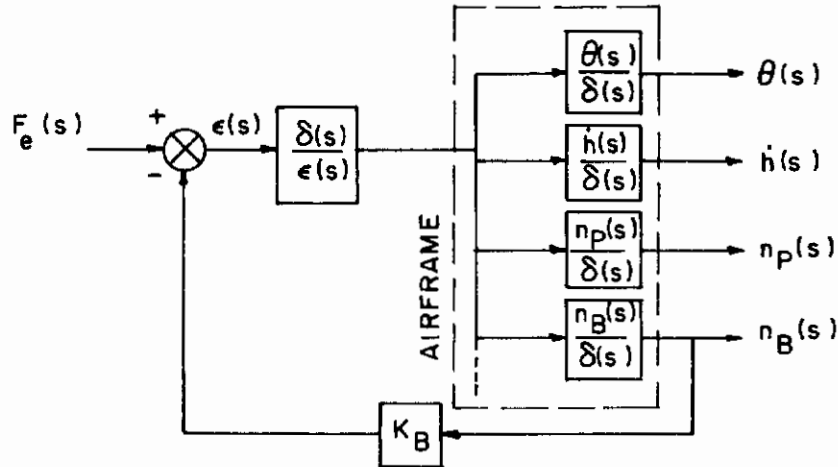 F_e(s)
+
-
ϵ(s)
δ(s)
ϵ(s)
AIRFRAME
θ(s)
δ(s)
θ(s)
ḣ(s)
δ(s)
ḣ(s)
n_P(s)
δ(s)
n_P(s)
n_B(s)
δ(s)
n_B(s)
K_B